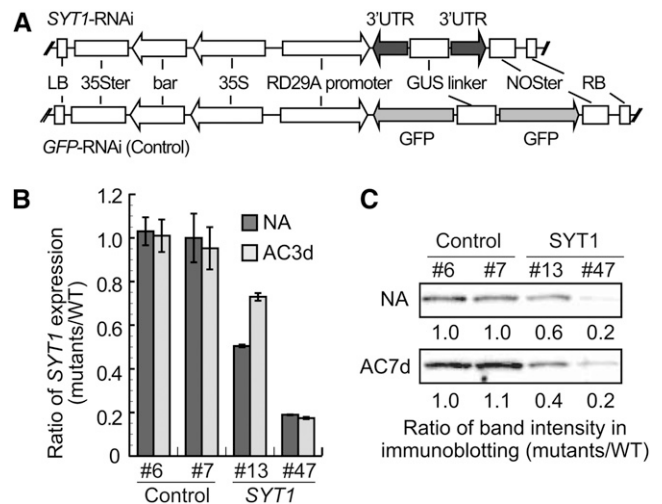 A
SYT1-RNAi
3'UTR 3'UTR
LB 35Ster bar 35S RD29A promoter GUS linker NOSter RB
GFP GFP
GFP-RNAi (Control)
B
Ratio of SYT1 expression
(mutants/WT)
1.2
1.0
0.8
0.6
0.4
0.2
0
NA
AC3d
#6 #7 #13 #47
Control SYT1
C
Control SYT1
#6 #7 #13 #47
NA
1.0 1.0 0.6 0.2
AC7d
1.0 1.1 0.4 0.2
Ratio of band intensity in
immunoblotting (mutants/WT)